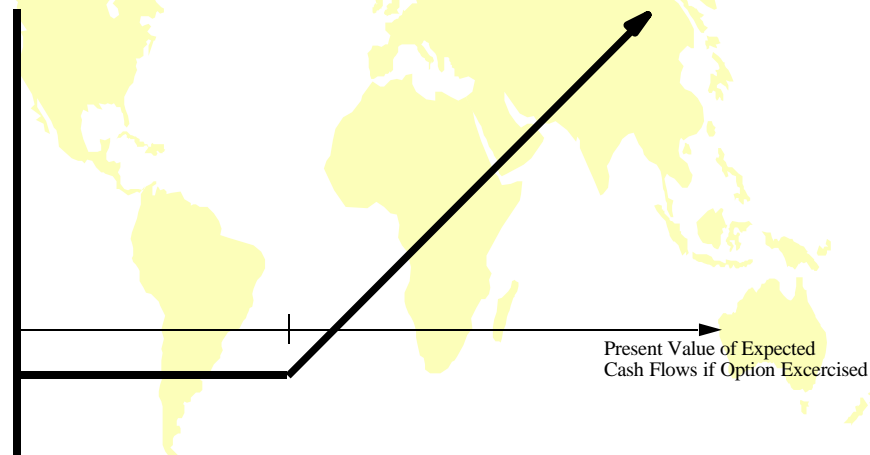 Present Value of Expected
Cash Flows if Option Excercised